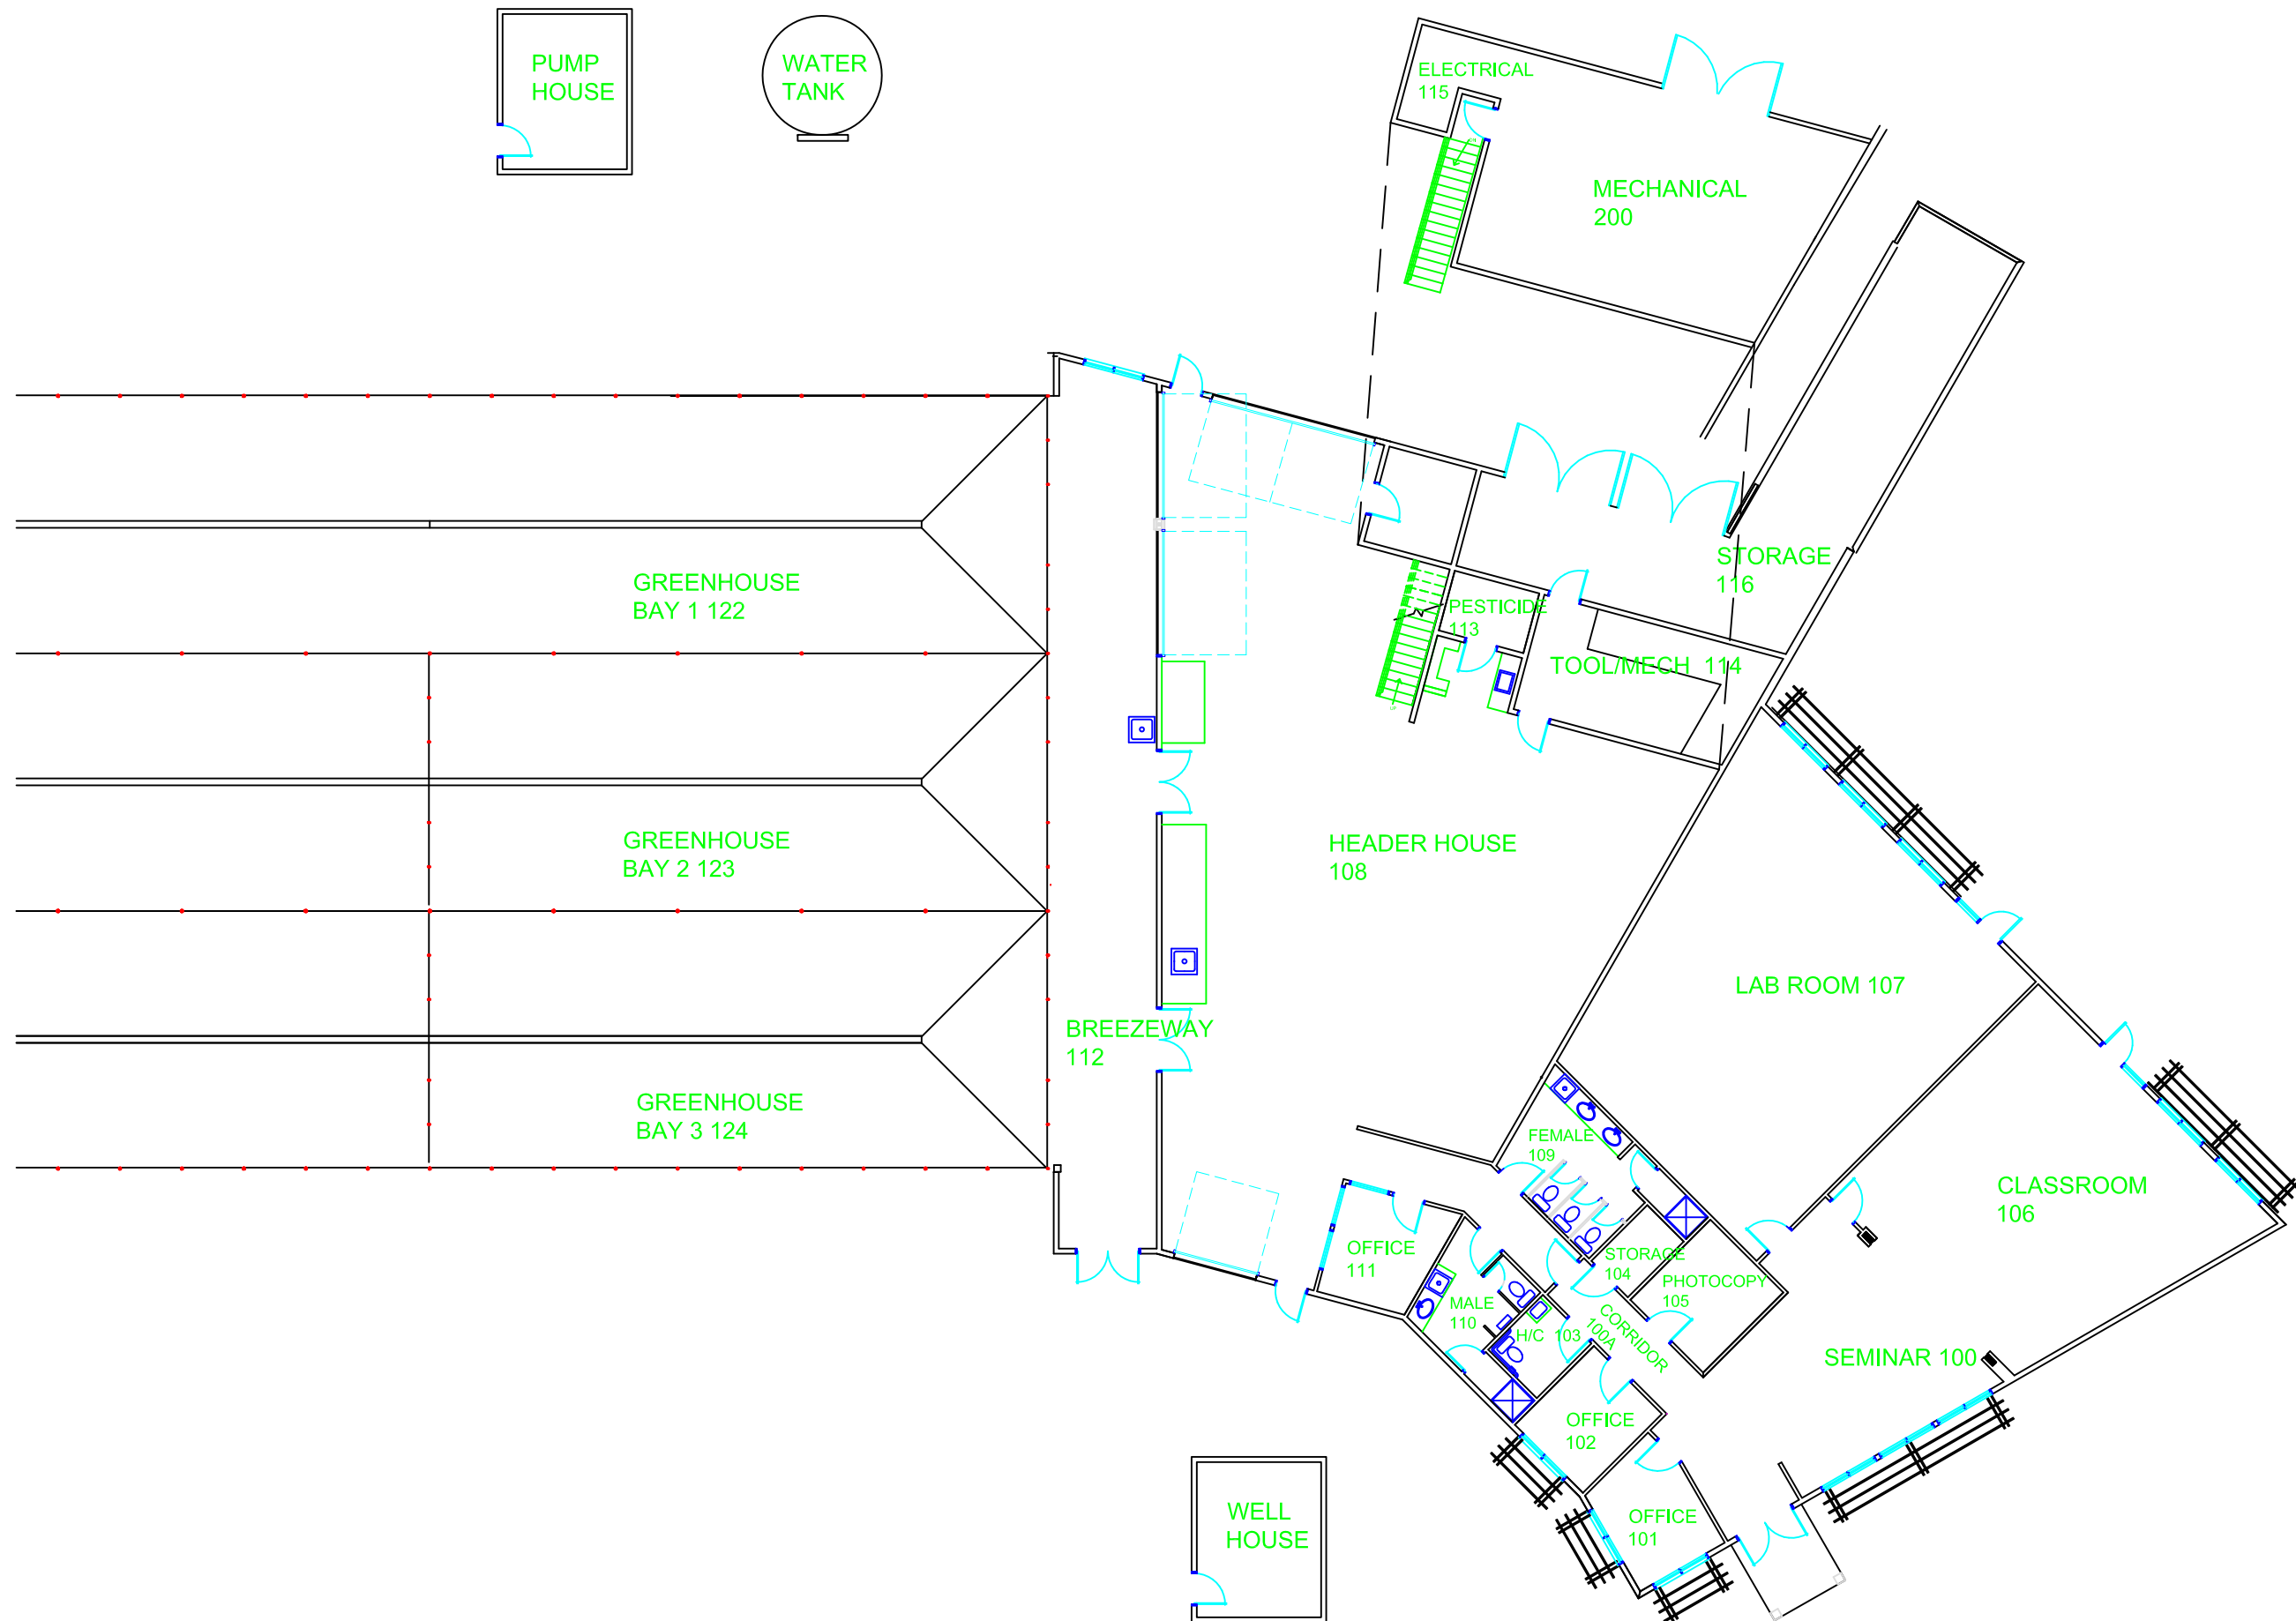 PUMP
HOUSE
WATER
TANK
ELECTRICAL
115
MECHANICAL
200
GREENHOUSE
BAY 1 122
STORAGE
116
PESTICIDE
113
TOOL/MECH 114
GREENHOUSE
BAY 2 123
HEADER HOUSE
108
LAB ROOM 107
BREEZEWAY
112
GREENHOUSE
BAY 3 124
FEMALE
109
CLASSROOM
106
OFFICE
111
STORAGE
104
PHOTOCOPY
105
MALE
110
H/C 103
CORRIDOR
100A
SEMINAR 100
OFFICE
102
WELL
HOUSE
OFFICE
101